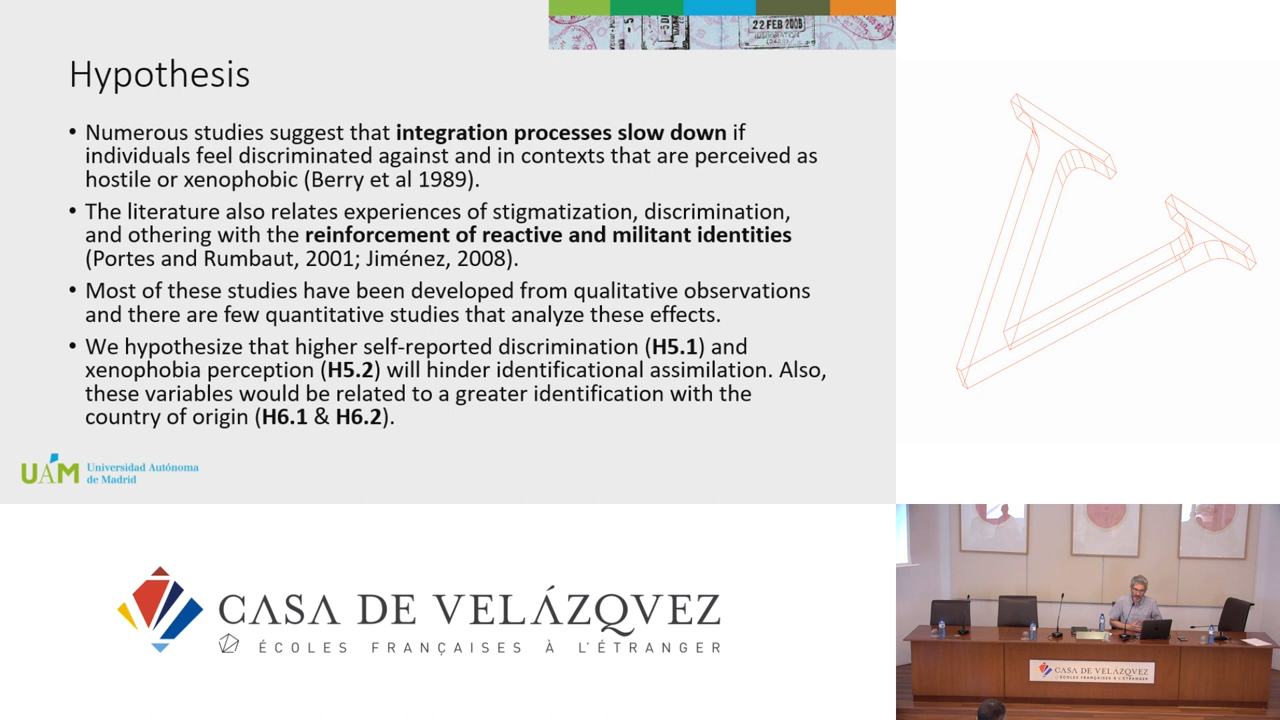 22 FEB 2008
Hypothesis
• Numerous studies suggest that integration processes slow down if
individuals feel discriminated against and in contexts that are perceived as
hostile or xenophobic (Berry et al 1989).
• The literature also relates experiences of stigmatization, discrimination,
and othering with the reinforcement of reactive and militant identities
(Portes and Rumbaut, 2001; Jiménez, 2008).
• Most of these studies have been developed from qualitative observations
and there are few quantitative studies that analyze these effects.
• We hypothesize that higher self-reported discrimination (H5.1) and
xenophobia perception (H5.2) will hinder identificational assimilation. Also,
these variables would be related to a greater identification with the
country of origin (H6.1 & H6.2).
UAM Universidad Autónoma
de Madrid
CASA DE VELÁZQVEZ
ÉCOLES FRANÇAISES À L'ÉTRANGER
CASA DE VELÁZQVEZ
ÉCOLES FRANÇAISES À L'ÉTRANGER